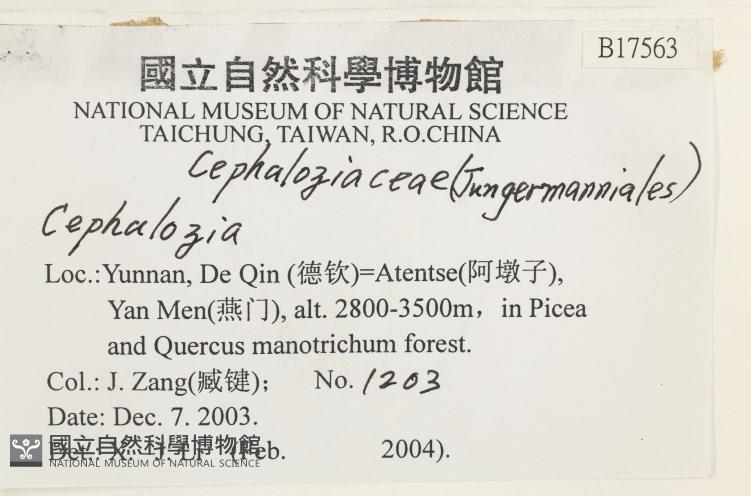 B17563
國立自然科學博物館
NATIONAL MUSEUM OF NATURAL SCIENCE
TAICHUNG, TAIWAN, R.O.CHINA
Cephaloziaceae (Jungermanniales)
Cephalozia
Loc.:Yunnan, De Qin (德钦)=Atentse(阿墩子),
Yan Men(燕门), alt. 2800-3500m，in Picea
and Quercus manotrichum forest.
Col.: J. Zang(臧键); No. 1203
Date: Dec. 7. 2003.
Det.: X. - J. Li (Feb. 2004).
國立自然科學博物館
NATIONAL MUSEUM OF NATURAL SCIENCE